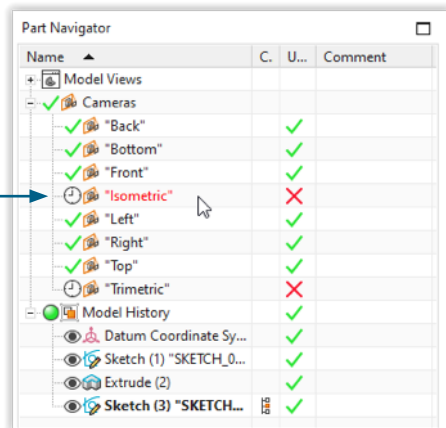 Part Navigator
Name C. U... Comment
Model Views
Cameras
"Back"
"Bottom"
"Front"
"Isometric"
"Left"
"Right"
"Top"
"Trimetric"
Model History
Datum Coordinate Sy...
Sketch (1) "SKETCH_0...
Extrude (2)
Sketch (3) "SKETCH...